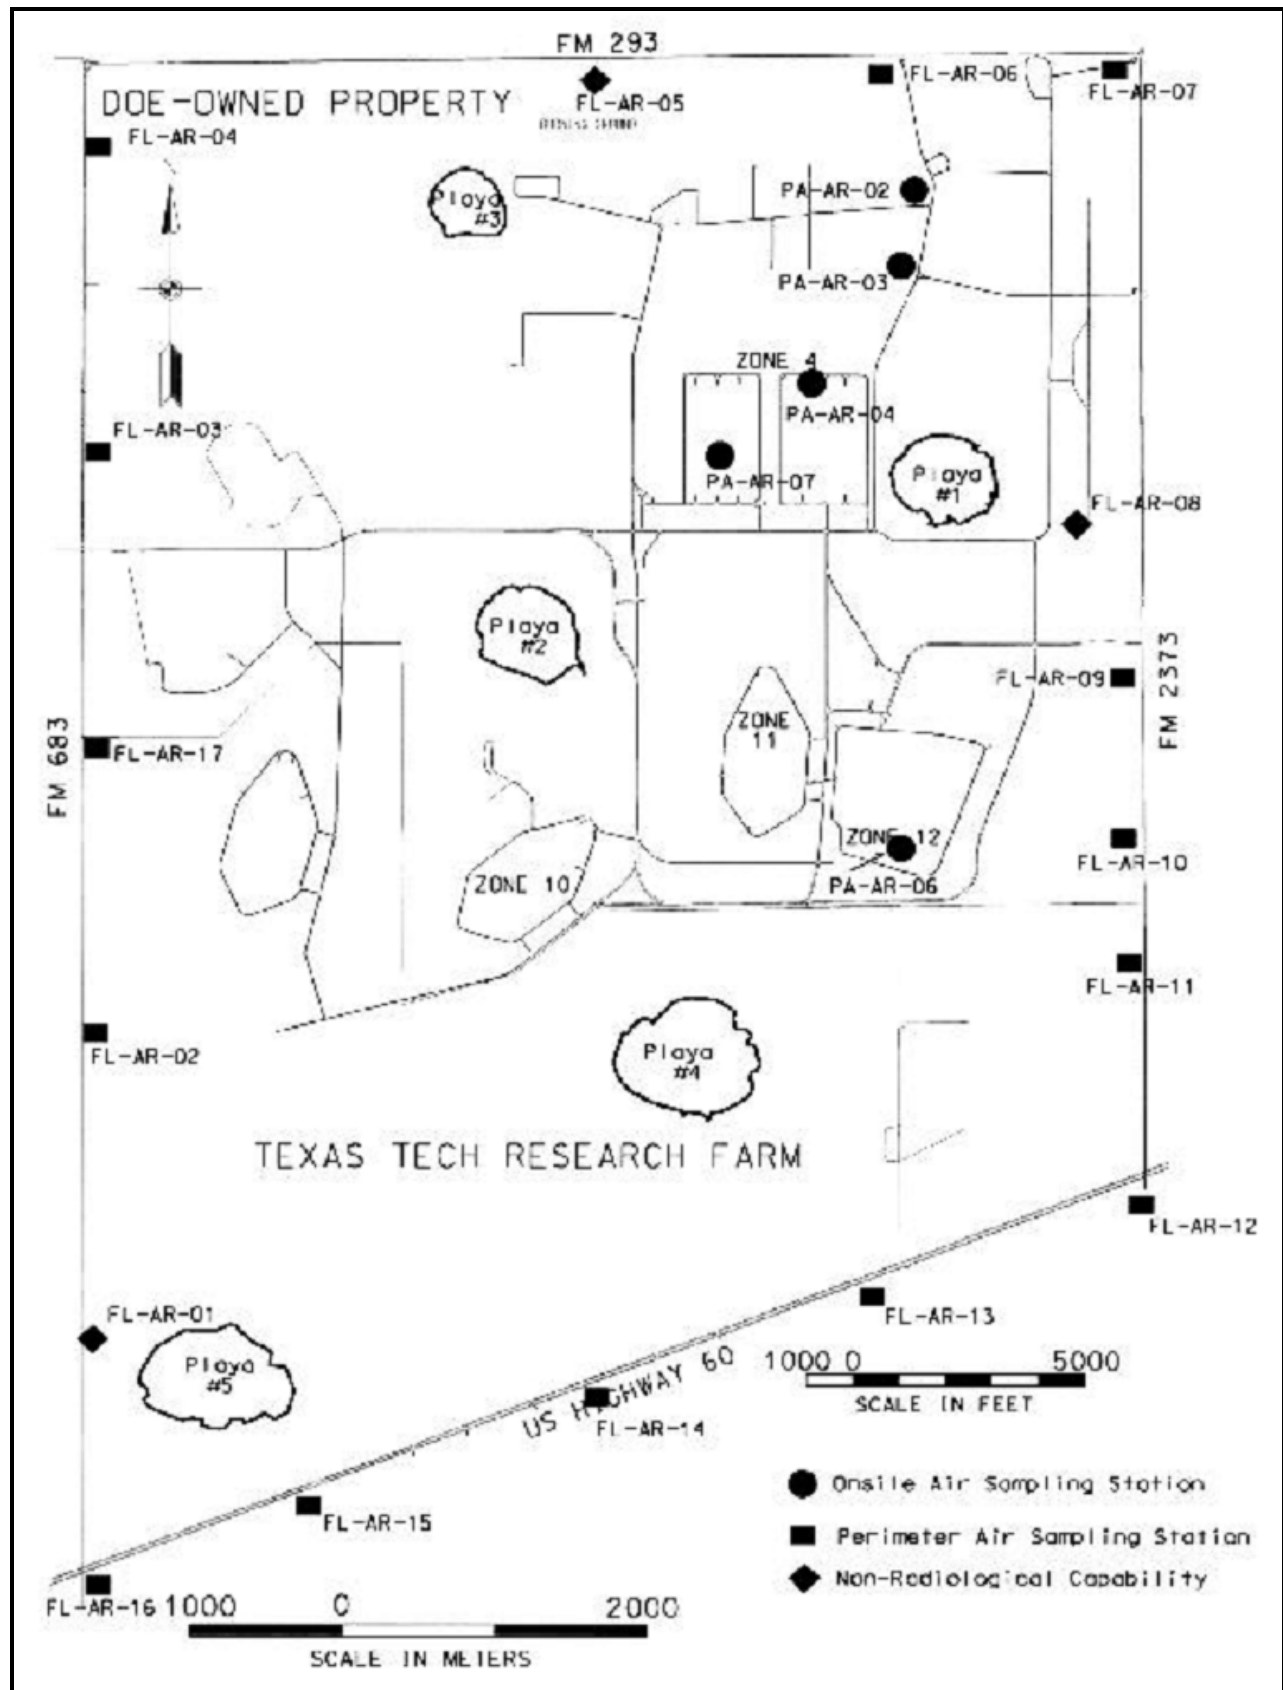 FM 293
FL-AR-06
FL-AR-07
DOE-OWNED PROPERTY
FL-AR-05
FL-AR-04
PA-AR-02
Playa
#3
PA-AR-03
ZONE 4
PA-AR-04
FL-AR-03
Playa
#1
PA-AR-07
FL-AR-08
Playa
#2
FL-AR-09
FM 2373
ZONE
11
FM 683
FL-AR-17
ZONE 12
FL-AR-10
ZONE 10
PA-AR-06
FL-AR-11
FL-AR-02
Playa
#4
TEXAS TECH RESEARCH FARM
FL-AR-12
FL-AR-01
FL-AR-13
Playa
#5
US HIGHWAY 60
1000 0 5000
SCALE IN FEET
FL-AR-14
Onsite Air Sampling Station
FL-AR-15
Perimeter Air Sampling Station
Non-Radiological Capability
FL-AR-16
1000 0 2000
SCALE IN METERS